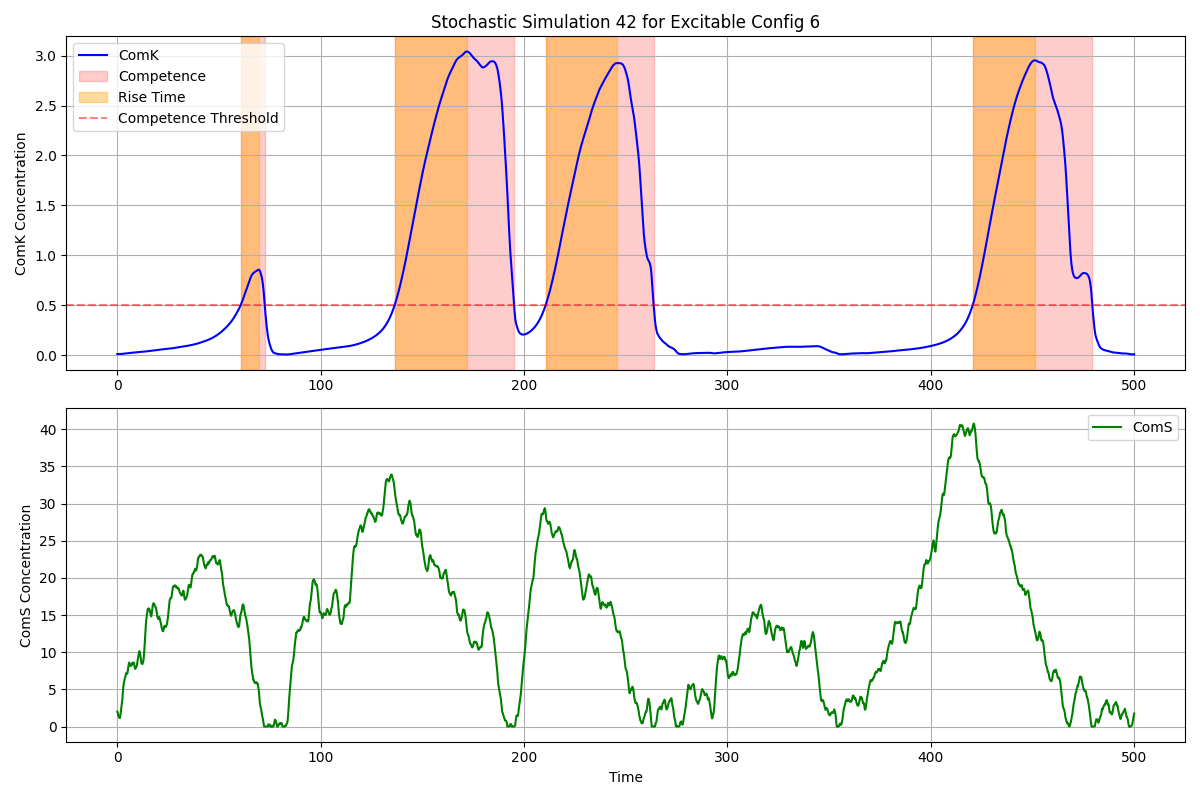 Stochastic Simulation 42 for Excitable Config 6
ComK Concentration
3.0
2.5
2.0
1.5
1.0
0.5
0.0
ComK
Competence
Rise Time
Competence Threshold
0 100 200 300 400 500
ComS Concentration
40
35
30
25
20
15
10
5
0
ComS
0 100 200 300 400 500
Time